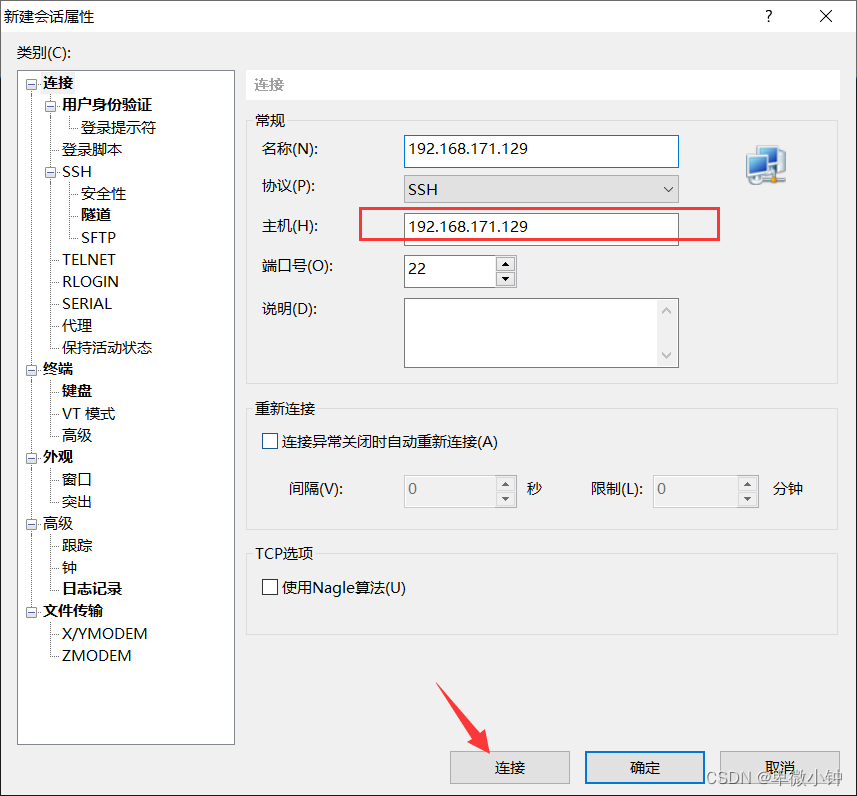 新建会话属性
?
类别(C):
连接
用户身份验证
登录提示符
登录脚本
SSH
安全性
隧道
SFTP
TELNET
RLOGIN
SERIAL
代理
保持活动状态
终端
键盘
VT 模式
高级
外观
窗口
突出
高级
跟踪
钟
日志记录
文件传输
X/YMODEM
ZMODEM
连接
常规
名称(N): 192.168.171.129
协议(P): SSH
主机(H): 192.168.171.129
端口号(O): 22
说明(D):
重新连接
连接异常关闭时自动重新连接(A)
间隔(V): 0 秒 限制(L): 0 分钟
TCP选项
使用Nagle算法(U)
连接 确定 取消
CSDN @卑微小钟